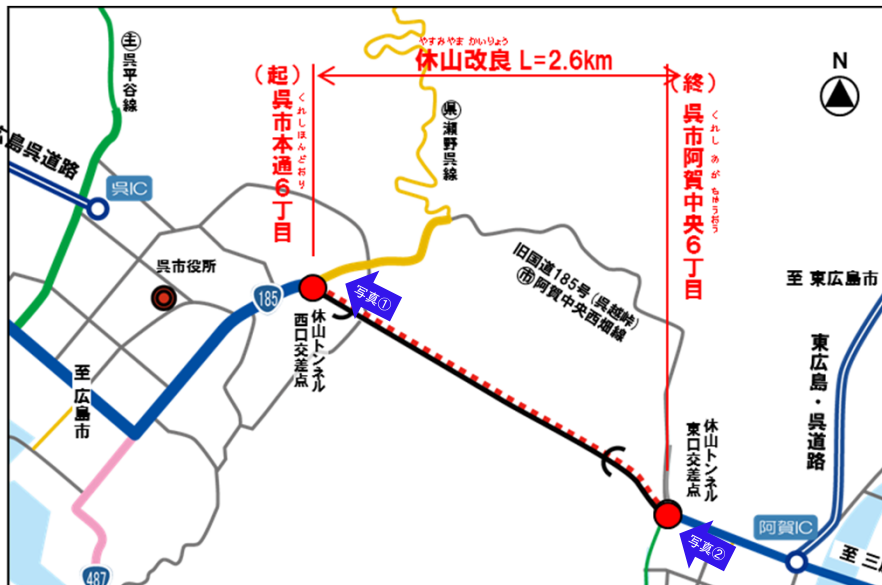 やすみやま かいりょう
休山改良 L=2.6km
(起)
くれしほんどおり
呉市本通6丁目
(終)
くれし あが ちゅうおう
呉市阿賀中央6丁目
N
主
呉平谷線
県
瀬野呉線
広島呉道路
呉IC
呉市役所
185
写真①
休山トンネル
西口交差点
旧国道185号(呉越峠)
市 阿賀中央西畑線
至 東広島市
東広島・呉道路
至 広島市
休山トンネル
東口交差点
写真②
阿賀IC
至 三
487